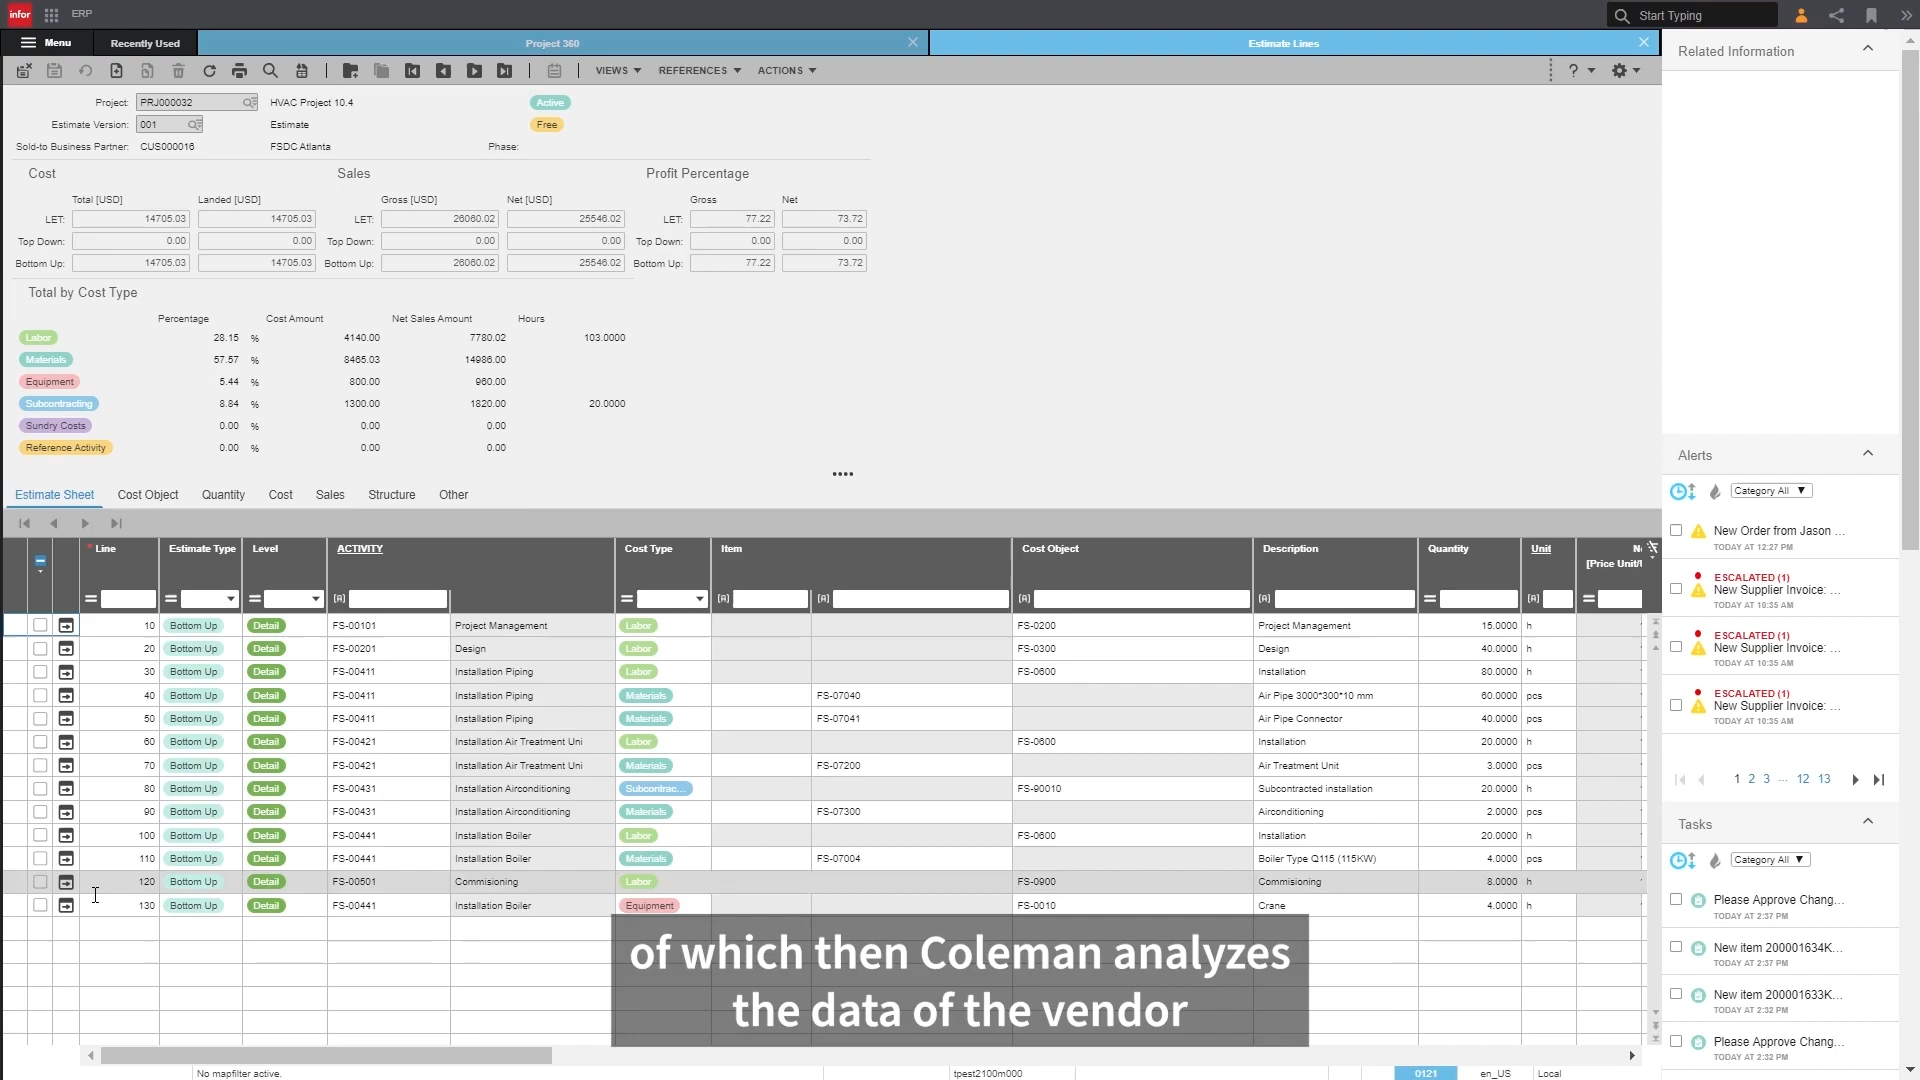 infor ERP Start Typing
Menu Recently Used Project 360 Estimate Lines
VIEWS REFERENCES ACTIONS ?
Related Information
Project: PRJ000032 HVAC Project 10.4 Active
Estimate Version: 001 Estimate Free
Sold-to Business Partner: CUS000016 FSDC Atlanta Phase:
Cost Sales Profit Percentage
Total [USD] Landed [USD] Gross [USD] Net [USD] Gross Net
LET: 14705.03 14705.03 LET: 26060.02 25546.02 LET: 77.22 73.72
Top Down: 0.00 0.00 Top Down: 0.00 0.00 Top Down: 0.00 0.00
Bottom Up: 14705.03 14705.03 Bottom Up: 26060.02 25546.02 Bottom Up: 77.22 73.72
Total by Cost Type
Percentage Cost Amount Net Sales Amount Hours
Labor 28.15 % 4140.00 7780.02 103.0000
Materials 57.57 % 8465.03 14986.00
Equipment 5.44 % 800.00 960.00
Subcontracting 8.84 % 1300.00 1820.00 20.0000
Sundry Costs 0.00 % 0.00 0.00
Reference Activity 0.00 % 0.00 0.00
Estimate Sheet Cost Object Quantity Cost Sales Structure Other
* Line Estimate Type Level ACTIVITY Cost Type Item Cost Object Description Quantity Unit
[Price Unit/
10 Bottom Up Detail FS-00101 Project Management Labor FS-0200 Project Management 15.0000 h
20 Bottom Up Detail FS-00201 Design Labor FS-0300 Design 40.0000 h
30 Bottom Up Detail FS-00411 Installation Piping Labor FS-0600 Installation 80.0000 h
40 Bottom Up Detail FS-00411 Installation Piping Materials FS-07040 Air Pipe 3000*300*10 mm 60.0000 pcs
50 Bottom Up Detail FS-00411 Installation Piping Materials FS-07041 Air Pipe Connector 40.0000 pcs
60 Bottom Up Detail FS-00421 Installation Air Treatment Uni Labor FS-0600 Installation 20.0000 h
70 Bottom Up Detail FS-00421 Installation Air Treatment Uni Materials FS-07200 Air Treatment Unit 3.0000 pcs
80 Bottom Up Detail FS-00431 Installation Airconditioning Subcontrac... FS-90010 Subcontracted installation 20.0000 h
90 Bottom Up Detail FS-00431 Installation Airconditioning Materials FS-07300 Airconditioning 2.0000 pcs
100 Bottom Up Detail FS-00441 Installation Boiler Labor FS-0600 Installation 20.0000 h
110 Bottom Up Detail FS-00441 Installation Boiler Materials FS-07004 Boiler Type Q115 (115KW) 4.0000 pcs
120 Bottom Up Detail FS-00501 Commisioning Labor FS-0900 Commisioning 8.0000 h
130 Bottom Up Detail FS-00441 Installation Boiler Equipment FS-0010 Crane 4.0000 h
of which then Coleman analyzes
the data of the vendor
No mapfilter active. tpest2100m000 0121 en_US Local
Alerts
Category All
New Order from Jason ...
TODAY AT 12:27 PM
ESCALATED (1)
New Supplier Invoice: ...
TODAY AT 10:35 AM
ESCALATED (1)
New Supplier Invoice: ...
TODAY AT 10:35 AM
ESCALATED (1)
New Supplier Invoice: ...
TODAY AT 10:35 AM
1 2 3 ... 12 13
Tasks
Category All
Please Approve Chang...
TODAY AT 2:37 PM
New item 200001634K...
TODAY AT 2:37 PM
New item 200001633K...
TODAY AT 2:32 PM
Please Approve Chang...
TODAY AT 2:32 PM